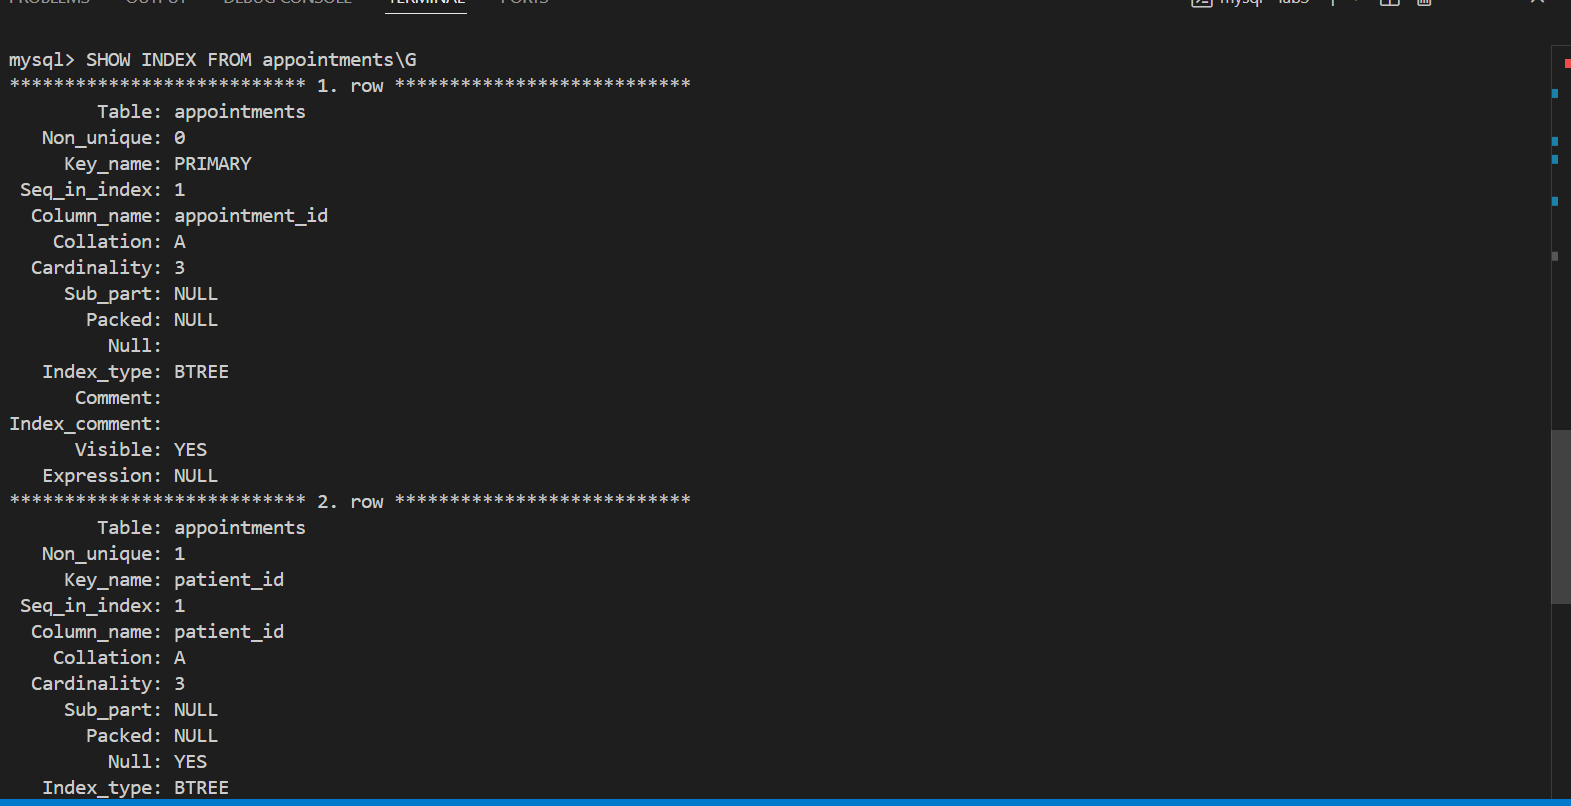 PROBLEMS OUTPUT DEBUG CONSOLE TERMINAL PORTS mysql
mysql> SHOW INDEX FROM appointments\G
*************************** 1. row ***************************
        Table: appointments
   Non_unique: 0
     Key_name: PRIMARY
 Seq_in_index: 1
  Column_name: appointment_id
    Collation: A
  Cardinality: 3
     Sub_part: NULL
       Packed: NULL
         Null:
   Index_type: BTREE
      Comment:
Index_comment:
      Visible: YES
   Expression: NULL
*************************** 2. row ***************************
        Table: appointments
   Non_unique: 1
     Key_name: patient_id
 Seq_in_index: 1
  Column_name: patient_id
    Collation: A
  Cardinality: 3
     Sub_part: NULL
       Packed: NULL
         Null: YES
   Index_type: BTREE